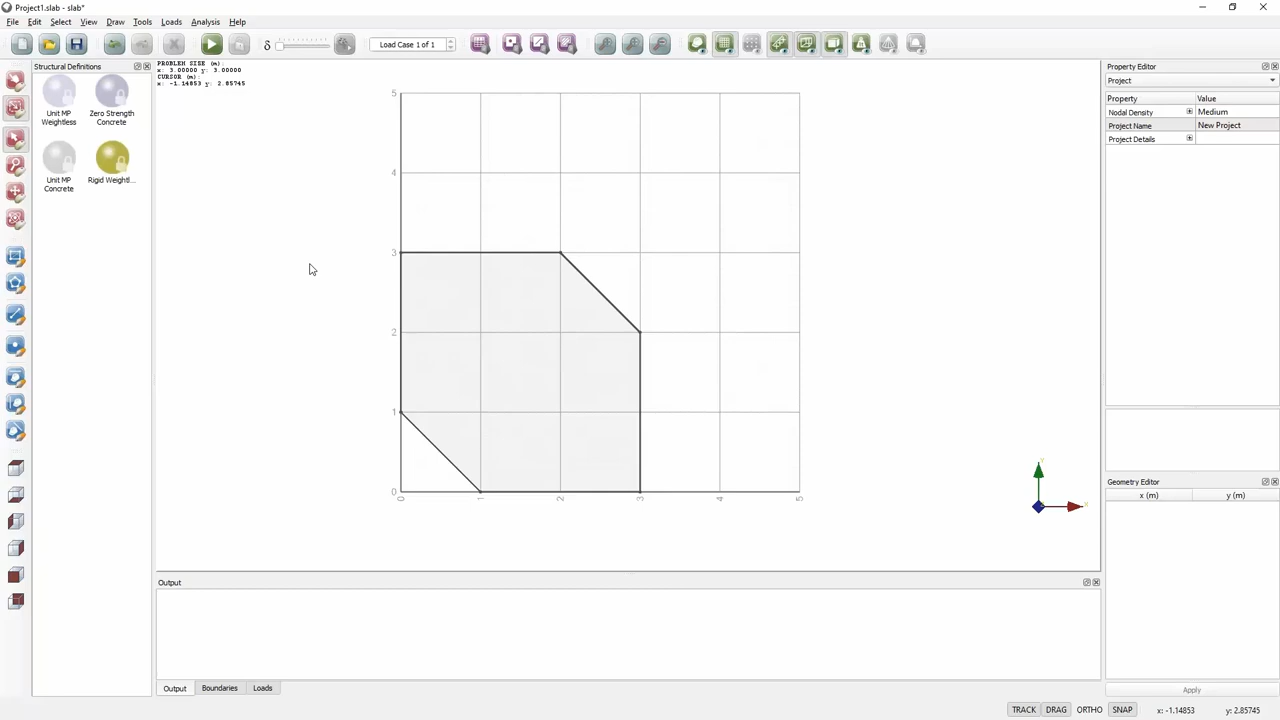 Project1.slab - slab*
File Edit Select View Draw Tools Loads Analysis Help
δ Load Case 1 of 1
Structural Definitions
Unit MP Weightless
Zero Strength Concrete
Unit MP Concrete
Rigid Weightl...
PROBLEM SIZE (m):
x: 3.00000 y: 3.00000
CURSOR (m):
x: -1.14853 y: 2.85745
5
4
3
2
1
0
0 1 2 3 4 5
Y
X
Output
Output Boundaries Loads
Property Editor
Project
Property Value
Nodal Density Medium
Project Name New Project
Project Details
Geometry Editor
x (m) y (m)
Apply
TRACK DRAG ORTHO SNAP x: -1.14853 y: 2.85745